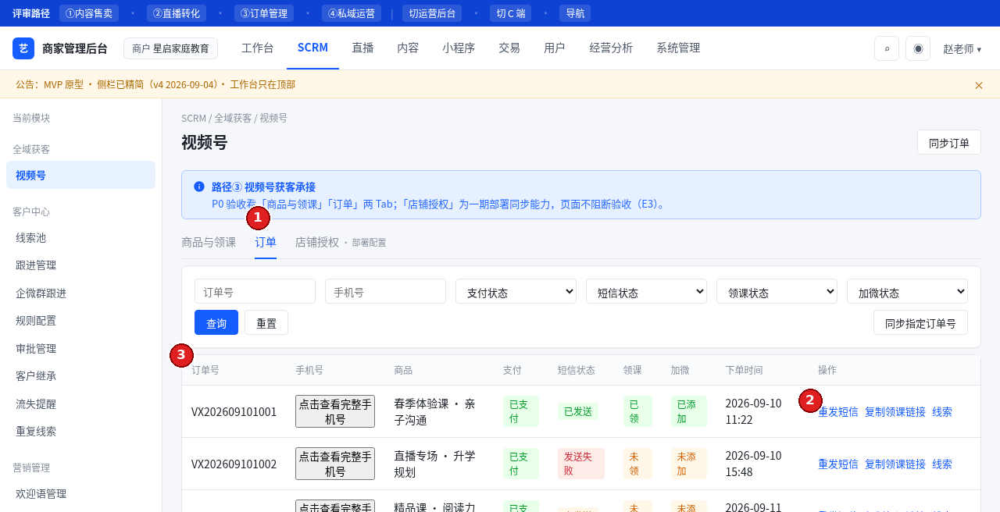 评审路径 ①内容售卖 • ②直播转化 • ③订单管理 • ④私域运营 | 切运营后台 • 切 C 端 • 导航
艺 商家管理后台 商户 星启家庭教育 工作台 SCRM 直播 内容 小程序 交易 用户 经营分析 系统管理 赵老师 ▾
公告：MVP 原型 · 侧栏已精简（v4 2026-09-04）· 工作台只在顶部 ×
当前模块
全域获客
视频号
客户中心
线索池
跟进管理
企微群跟进
规则配置
审批管理
客户继承
流失提醒
重复线索
营销管理
欢迎语管理
SCRM / 全域获客 / 视频号
视频号
同步订单
路径③ 视频号获客承接
P0 验收看「商品与领课」「订单」两 Tab；「店铺授权」为一期部署同步能力，页面不阻断验收（E3）。
1
商品与领课 订单 店铺授权 · 部署配置
订单号 手机号 支付状态 短信状态 领课状态 加微状态
查询 重置 同步指定订单号
3
订单号 手机号 商品 支付 短信状态 领课 加微 下单时间 操作
2
VX202609101001 点击查看完整手机号 春季体验课 · 亲子沟通 已支付 已发送 已领 已添加 2026-09-10 11:22 重发短信 复制领课链接 线索
VX202609101002 点击查看完整手机号 直播专场 · 升学规划 已支付 发送失败 未领 未添加 2026-09-10 15:48 重发短信 复制领课链接 线索
点击查看完整手 精品课 · 阅读力 已支 未 未添 2026-09-11